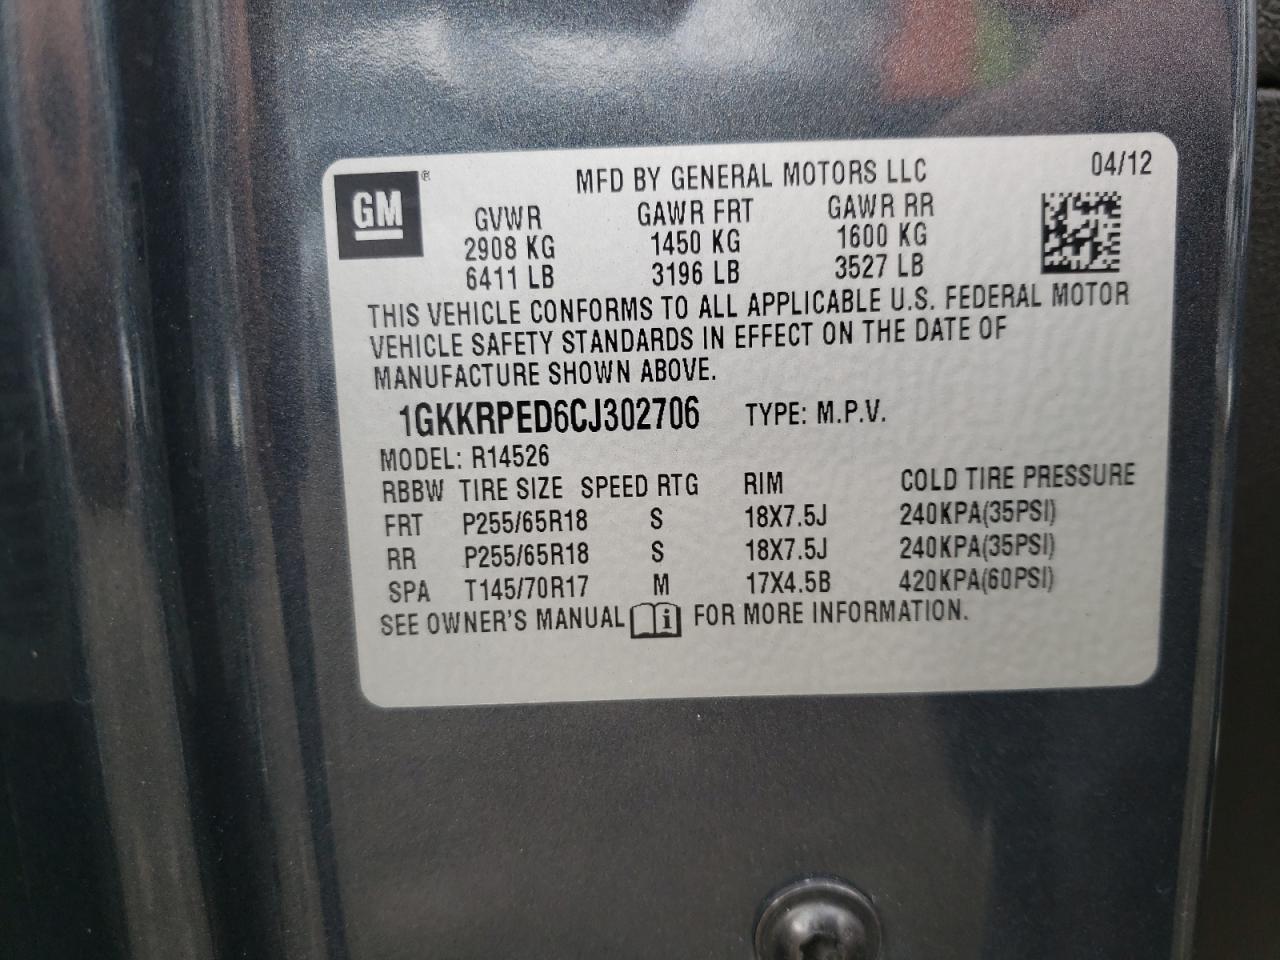 GM ®
MFD BY GENERAL MOTORS LLC 04/12
GVWR GAWR FRT GAWR RR
2908 KG 1450 KG 1600 KG
6411 LB 3196 LB 3527 LB
THIS VEHICLE CONFORMS TO ALL APPLICABLE U.S. FEDERAL MOTOR
VEHICLE SAFETY STANDARDS IN EFFECT ON THE DATE OF
MANUFACTURE SHOWN ABOVE.
1GKKRPED6CJ302706 TYPE: M.P.V.
MODEL: R14526
RBBW TIRE SIZE SPEED RTG RIM COLD TIRE PRESSURE
FRT P255/65R18 S 18X7.5J 240KPA(35PSI)
RR P255/65R18 S 18X7.5J 240KPA(35PSI)
SPA T145/70R17 M 17X4.5B 420KPA(60PSI)
SEE OWNER'S MANUAL i FOR MORE INFORMATION.